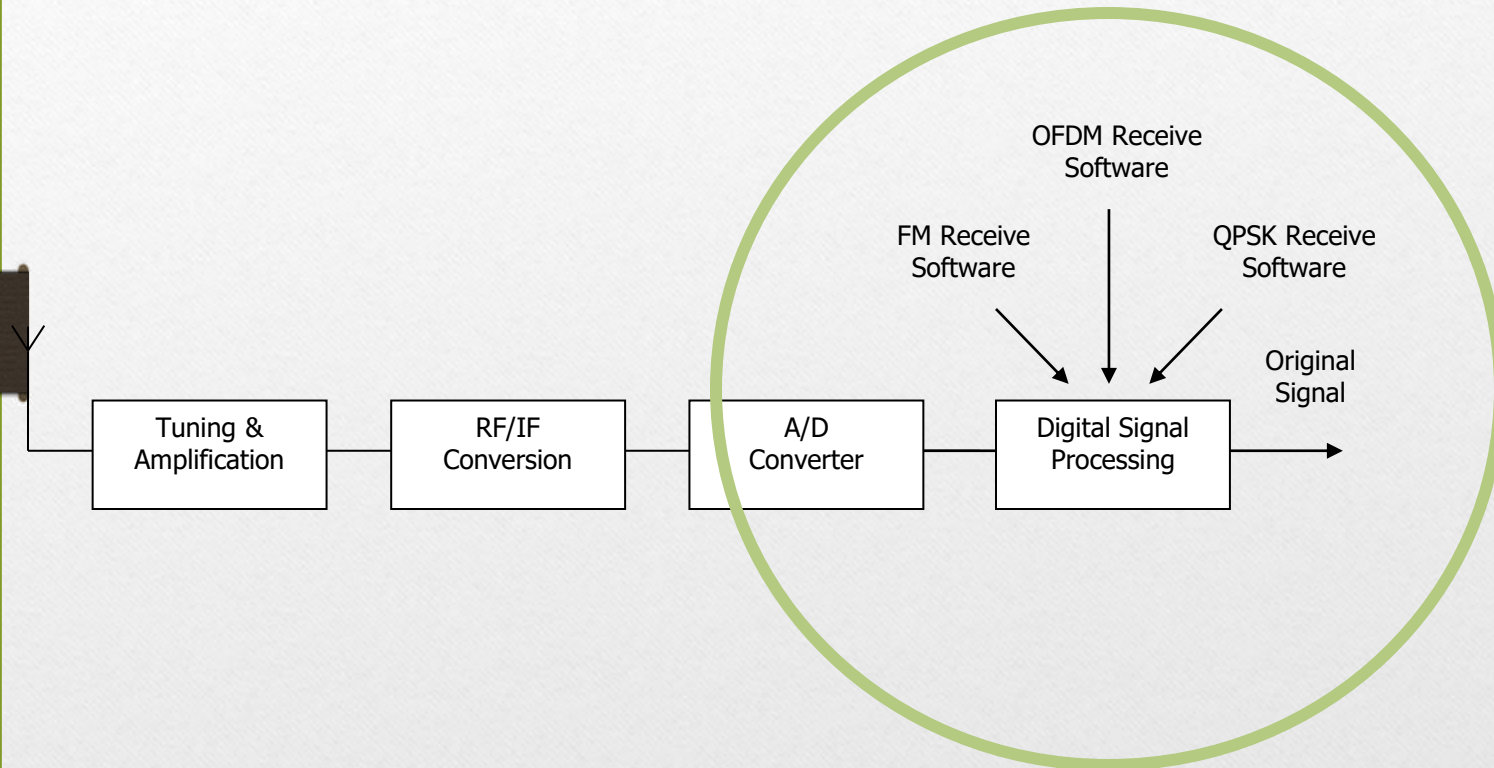 OFDM Receive
Software
FM Receive
Software
QPSK Receive
Software
Original
Signal
Tuning &
Amplification
RF/IF
Conversion
A/D
Converter
Digital Signal
Processing